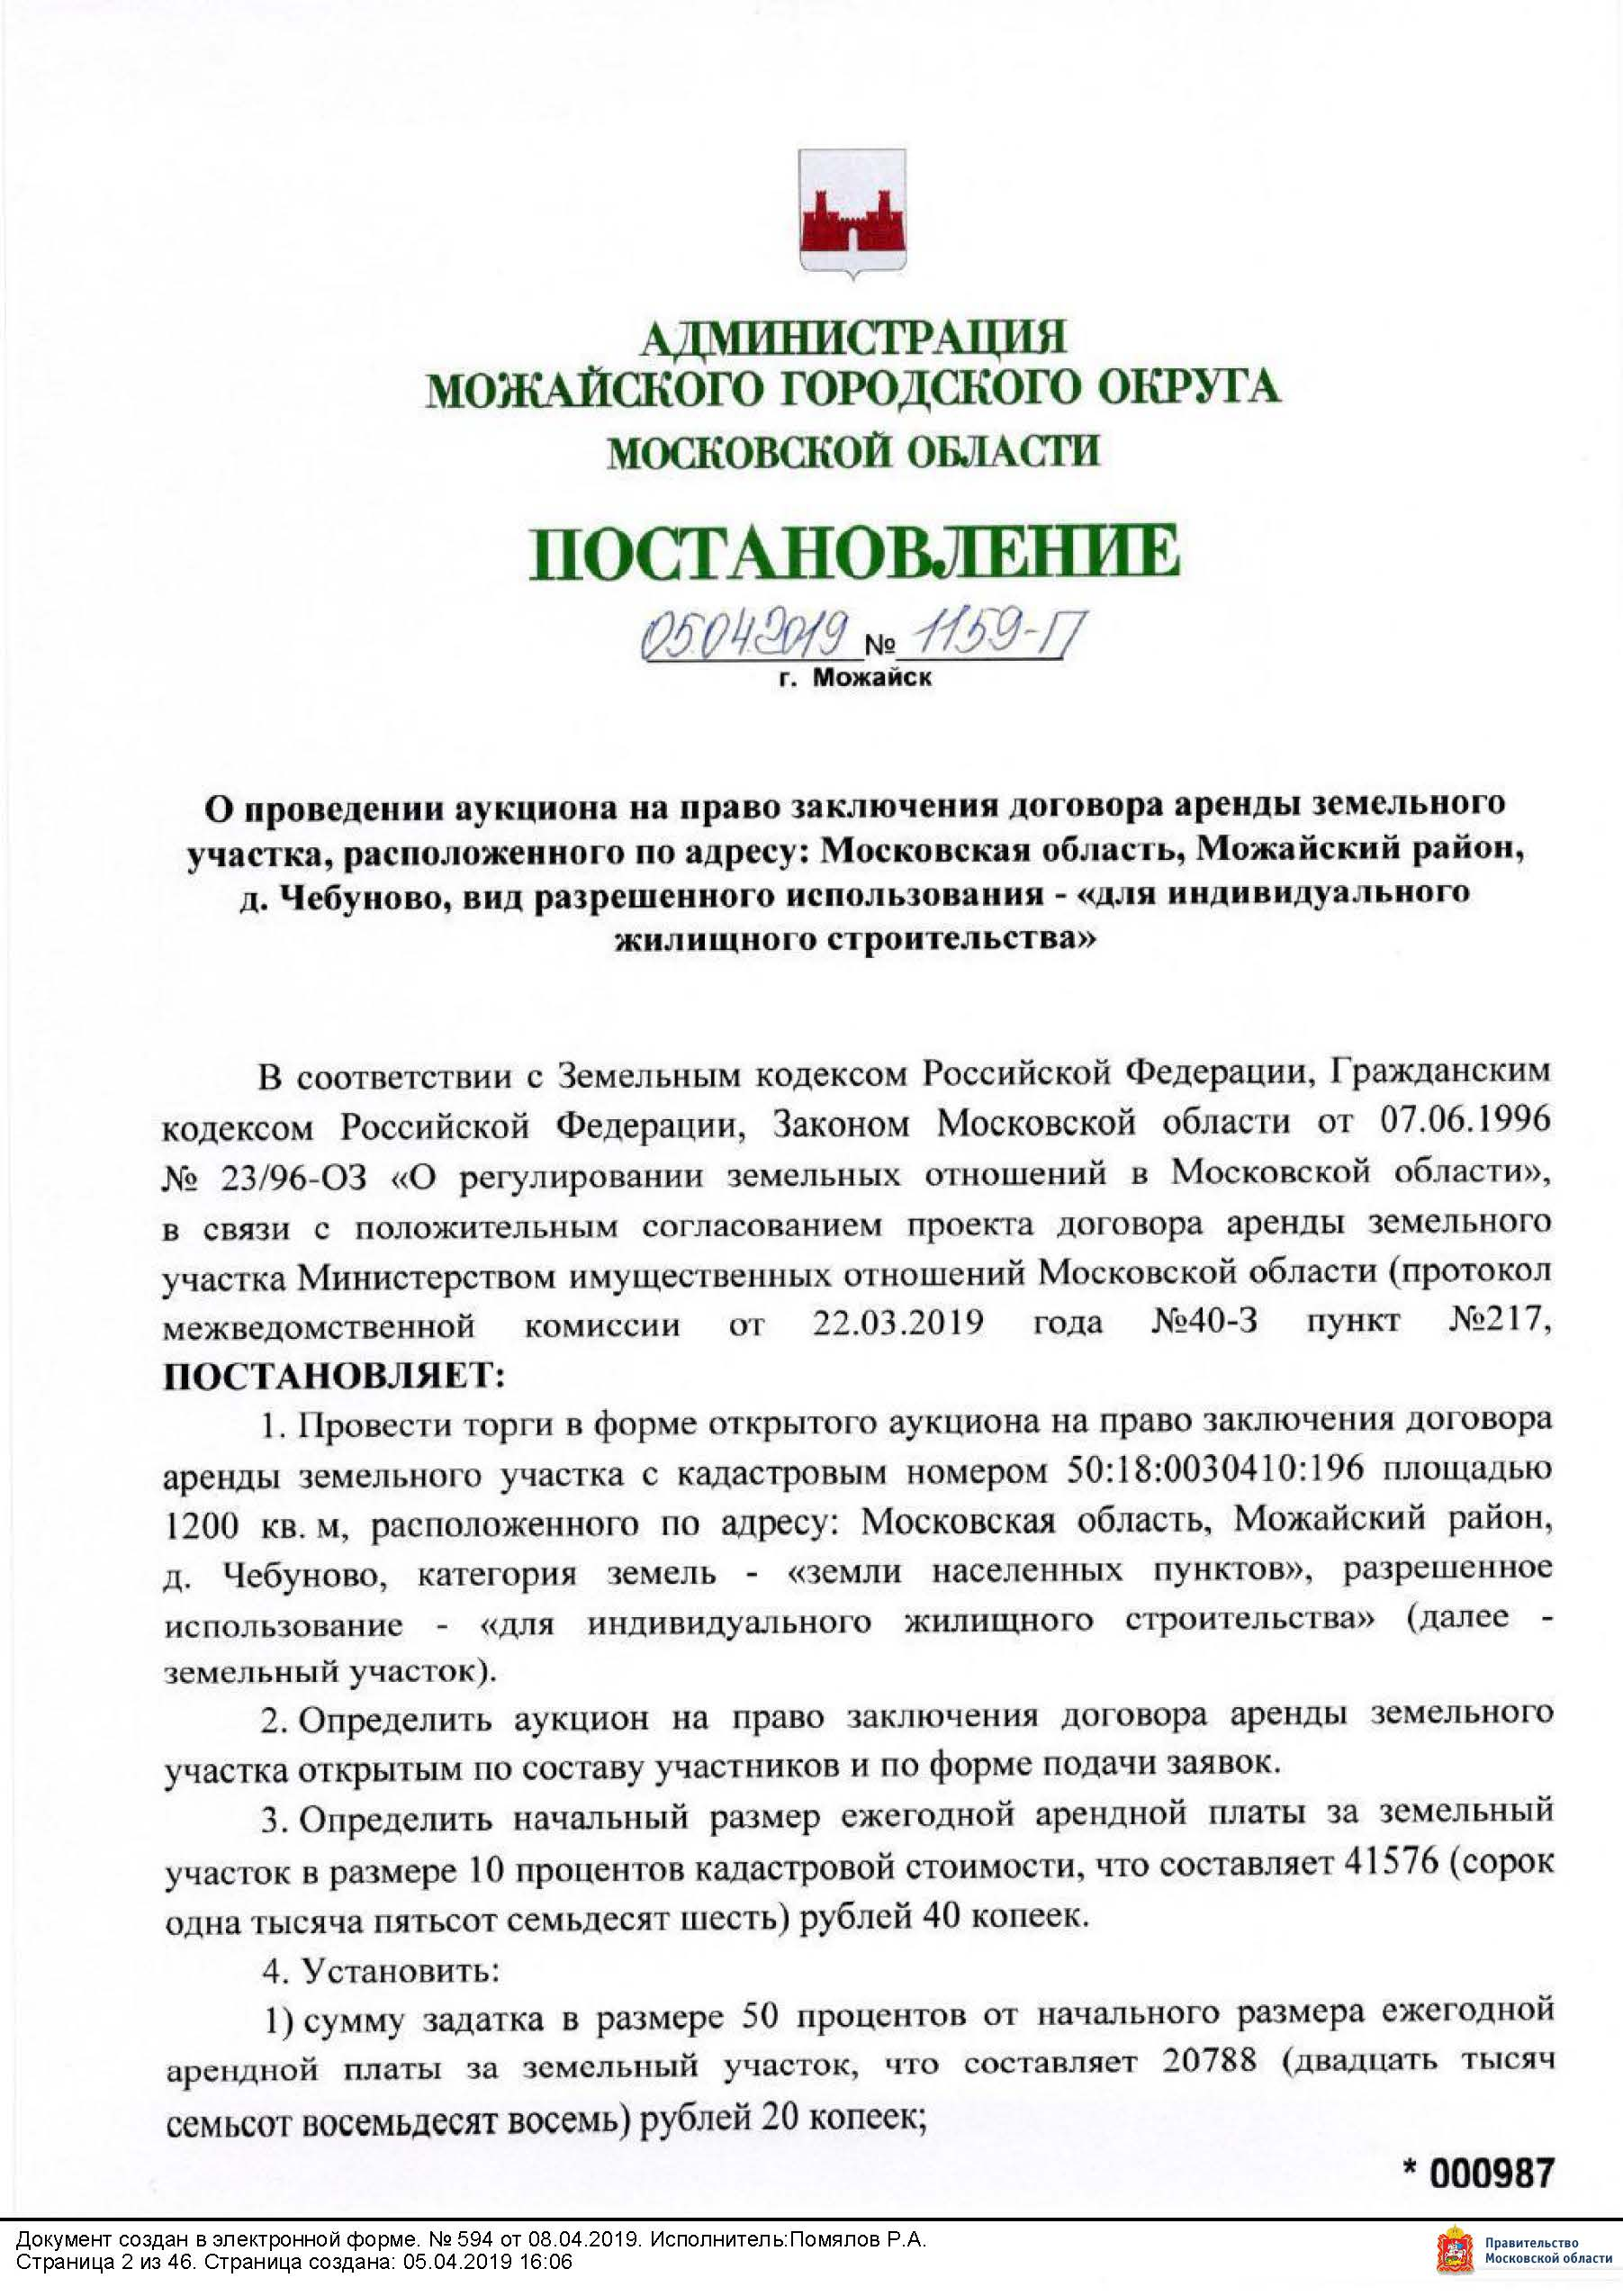 АДМИНИСТРАЦИЯ
МОЖАЙСКОГО ГОРОДСКОГО ОКРУГА
МОСКОВСКОЙ ОБЛАСТИ
ПОСТАНОВЛЕНИЕ
05.04.2019 № 1159-П
г. Можайск
О проведении аукциона на право заключения договора аренды земельного
участка, расположенного по адресу: Московская область, Можайский район,
д. Чебуново, вид разрешенного использования - «для индивидуального
жилищного строительства»
В соответствии с Земельным кодексом Российской Федерации, Гражданским
кодексом Российской Федерации, Законом Московской области от 07.06.1996
№ 23/96-ОЗ «О регулировании земельных отношений в Московской области»,
в связи с положительным согласованием проекта договора аренды земельного
участка Министерством имущественных отношений Московской области (протокол
межведомственной комиссии от 22.03.2019 года №40-З пункт №217,
ПОСТАНОВЛЯЕТ:
1. Провести торги в форме открытого аукциона на право заключения договора
аренды земельного участка с кадастровым номером 50:18:0030410:196 площадью
1200 кв. м, расположенного по адресу: Московская область, Можайский район,
д. Чебуново, категория земель - «земли населенных пунктов», разрешенное
использование - «для индивидуального жилищного строительства» (далее -
земельный участок).
2. Определить аукцион на право заключения договора аренды земельного
участка открытым по составу участников и по форме подачи заявок.
3. Определить начальный размер ежегодной арендной платы за земельный
участок в размере 10 процентов кадастровой стоимости, что составляет 41576 (сорок
одна тысяча пятьсот семьдесят шесть) рублей 40 копеек.
4. Установить:
1) сумму задатка в размере 50 процентов от начального размера ежегодной
арендной платы за земельный участок, что составляет 20788 (двадцать тысяч
семьсот восемьдесят восемь) рублей 20 копеек;
* 000987
Документ создан в электронной форме. № 594 от 08.04.2019. Исполнитель:Помялов Р.А.
Страница 2 из 46. Страница создана: 05.04.2019 16:06
Правительство
Московской области